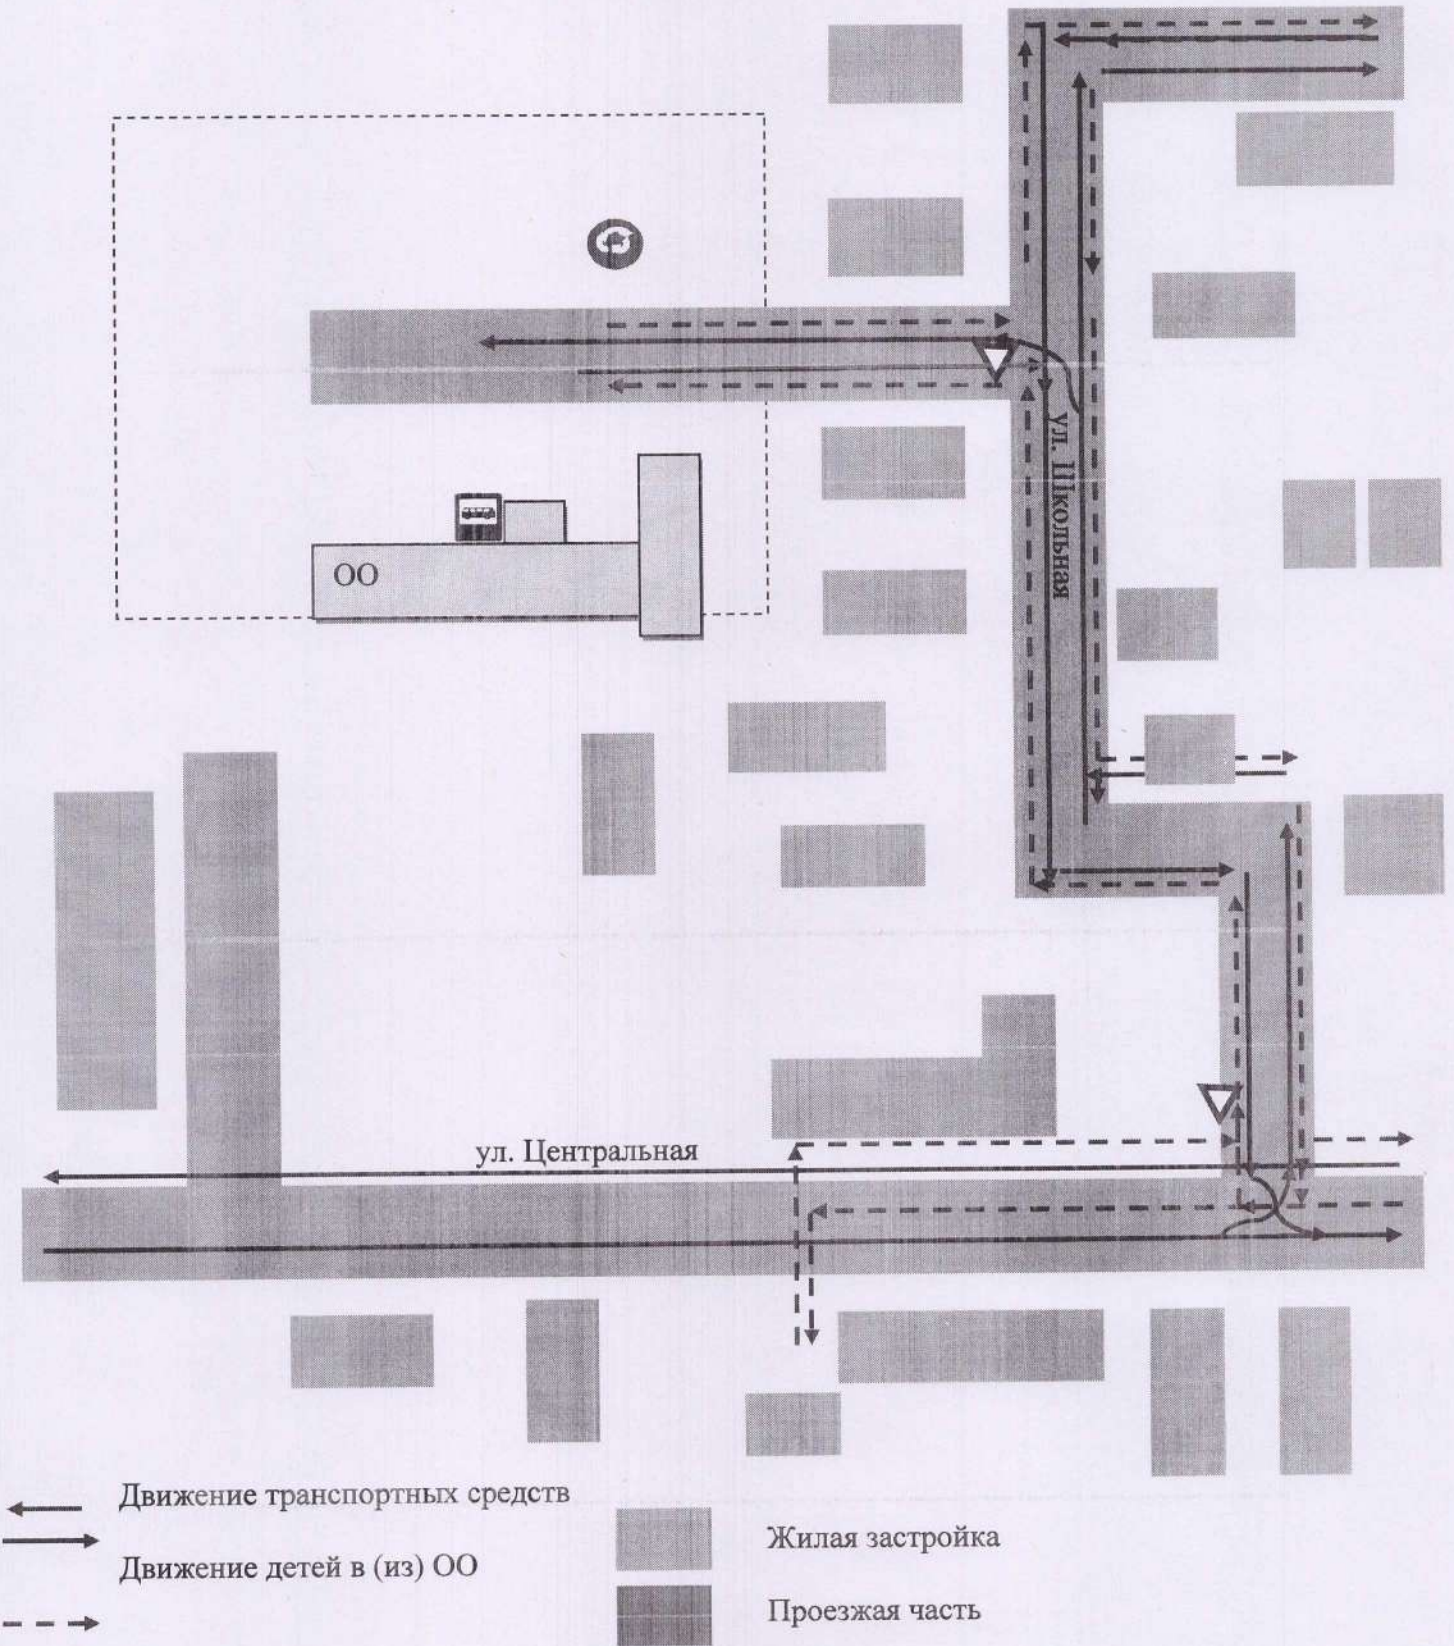 ул. Школьная
ОО
ул. Центральная
Движение транспортных средств
Движение детей в (из) ОО
Жилая застройка
Проезжая часть